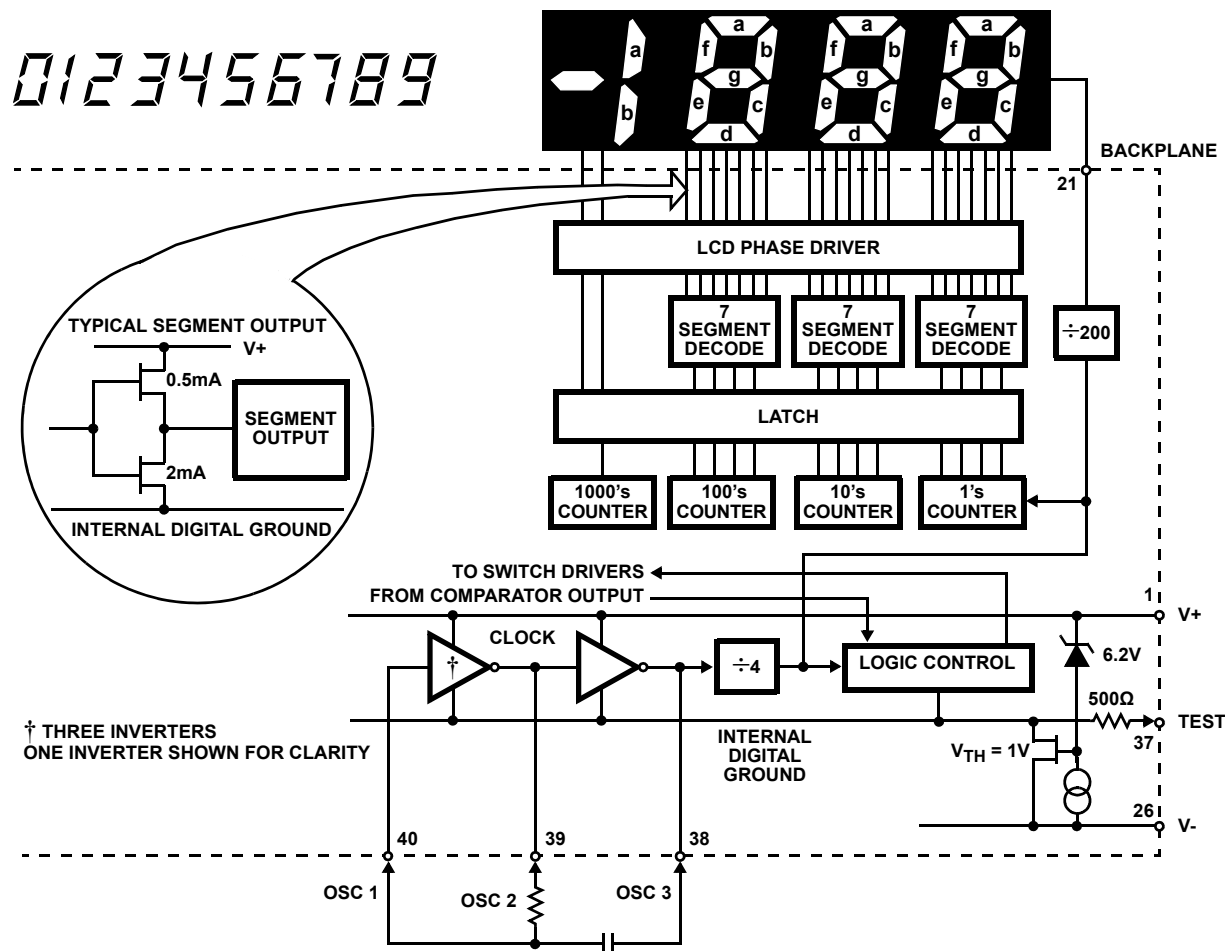 0123456789
a
b
a
f
b
g
e
c
d
a
f
b
g
e
c
d
a
f
b
g
e
c
d
BACKPLANE
21
LCD PHASE DRIVER
7
SEGMENT
DECODE
7
SEGMENT
DECODE
7
SEGMENT
DECODE
÷200
TYPICAL SEGMENT OUTPUT
V+
0.5mA
SEGMENT
OUTPUT
2mA
INTERNAL DIGITAL GROUND
LATCH
1000's
COUNTER
100's
COUNTER
10's
COUNTER
1's
COUNTER
TO SWITCH DRIVERS
FROM COMPARATOR OUTPUT
1
V+
CLOCK
†
÷4
LOGIC CONTROL
6.2V
500Ω
TEST
37
† THREE INVERTERS
ONE INVERTER SHOWN FOR CLARITY
INTERNAL
DIGITAL
GROUND
VTH = 1V
26
V-
40
39
38
OSC 1
OSC 2
OSC 3